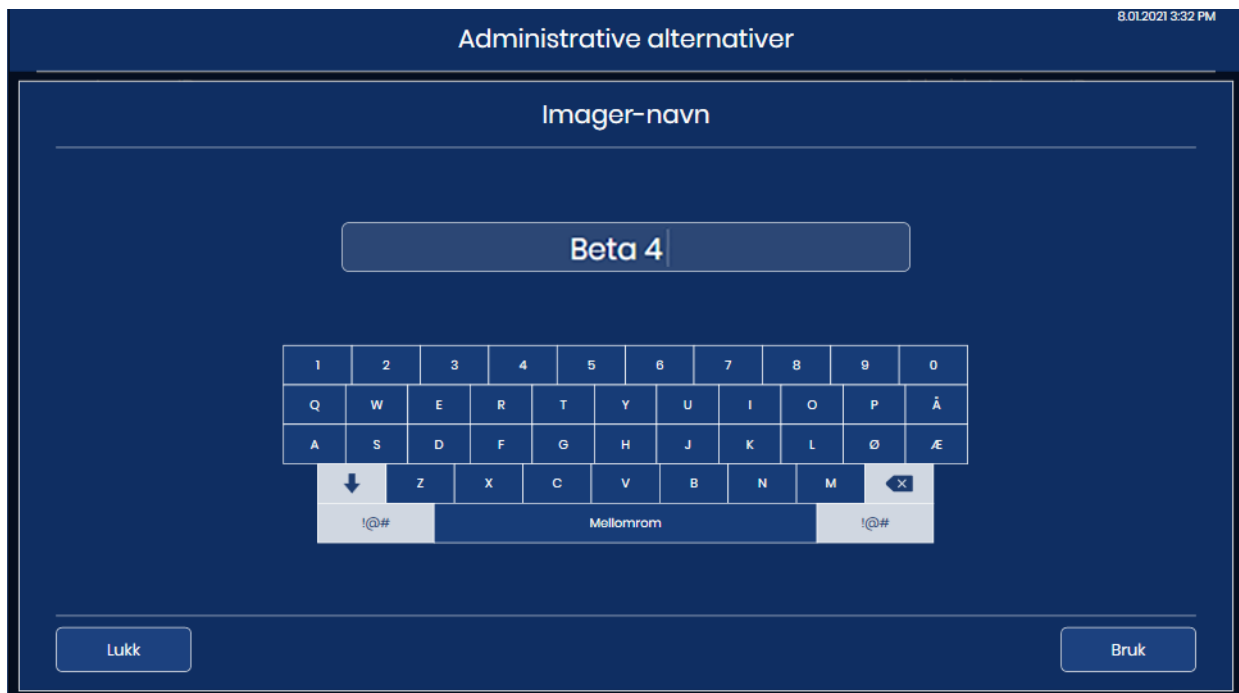 8.01.2021 3:32 PM
Administrative alternativer
Imager-navn
Beta 4
1 2 3 4 5 6 7 8 9 0
Q W E R T Y U I O P Å
A S D F G H J K L Ø Æ
Z X C V B N M
!@# Mellomrom !@#
Lukk Bruk